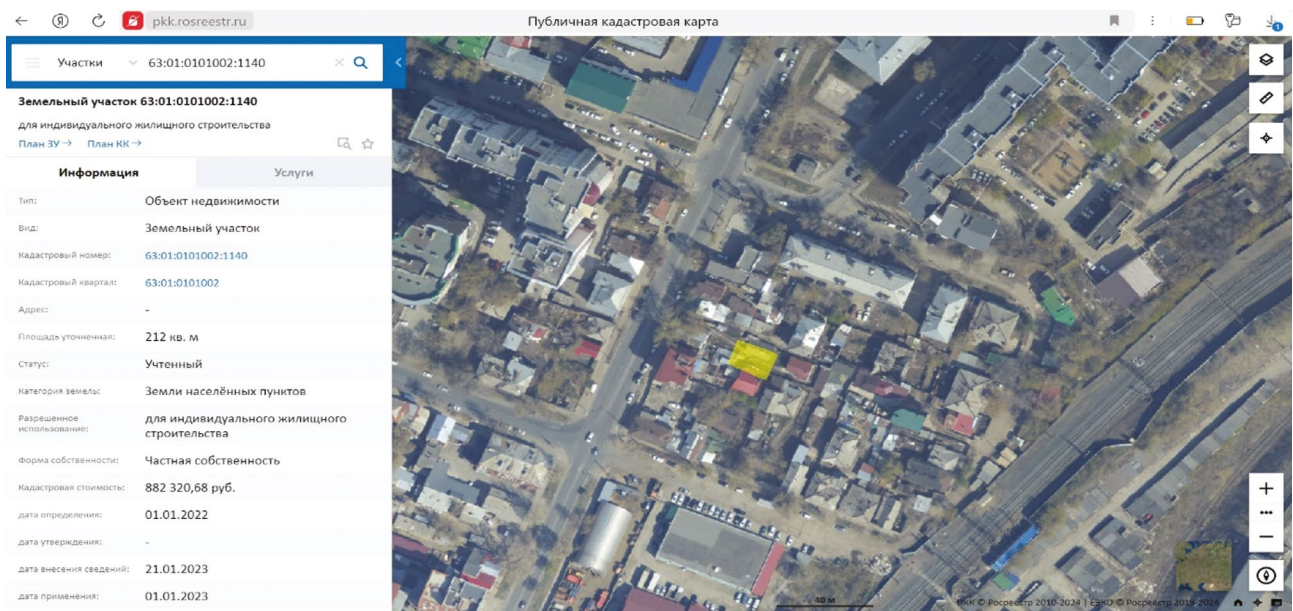 pkk.rosreestr.ru Публичная кадастровая карта
Участки 63:01:0101002:1140
Земельный участок 63:01:0101002:1140
для индивидуального жилищного строительства
План ЗУ → План КК →
Информация Услуги
Тип: Объект недвижимости
Вид: Земельный участок
Кадастровый номер: 63:01:0101002:1140
Кадастровый квартал: 63:01:0101002
Адрес: -
Площадь уточненная: 212 кв. м
Статус: Учтенный
Категория земель: Земли населённых пунктов
Разрешенное использование: для индивидуального жилищного
строительства
Форма собственности: Частная собственность
Кадастровая стоимость: 882 320,68 руб.
дата определения: 01.01.2022
дата утверждения: -
дата внесения сведений: 21.01.2023
дата применения: 01.01.2023
40 м
ПКК © Росреестр 2010-2024 | ЕЭКО © Росреестр 2019-2024